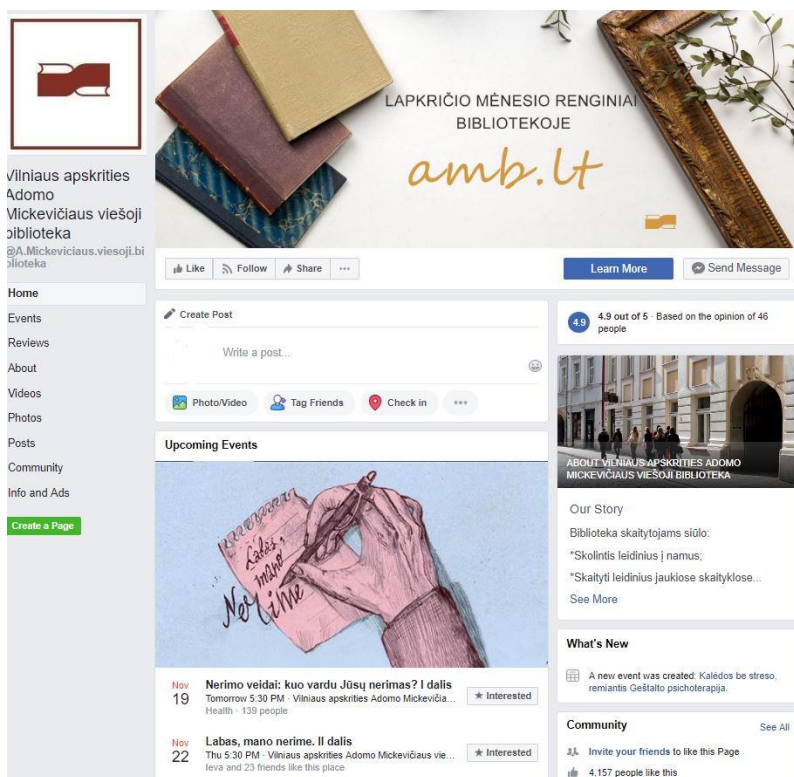 LAPKRIČIO MĖNESIO RENGINIAI
BIBLIOTEKOJE
amb.lt
Vilniaus apskrities
Adomo
Mickevičiaus viešoji
biblioteka
@A.Mickeviciaus.viesoji.bi
blioteka
Home
Events
Reviews
About
Videos
Photos
Posts
Community
Info and Ads
Create a Page
Like Follow Share ...
Learn More Send Message
Create Post
Write a post...
Photo/Video Tag Friends Check in ...
Upcoming Events
Labas,
mano
Nerime
Nov
19
Nerimo veidai: kuo vardu Jūsų nerimas? I dalis
Tomorrow 5:30 PM · Vilniaus apskrities Adomo Mickevičia...
Health · 139 people
Interested
Nov
22
Labas, mano nerime. II dalis
Thu 5:30 PM · Vilniaus apskrities Adomo Mickevičiaus vie...
Ieva and 23 friends like this place
Interested
4.9
4.9 out of 5 · Based on the opinion of 46
people
ABOUT VILNIAUS APSKRITIES ADOMO
MICKEVIČIAUS VIEŠOJI BIBLIOTEKA
Our Story
Biblioteka skaitytojams siūlo:
*Skolintis leidinius į namus;
*Skaityti leidinius jaukiose skaityklose...
See More
What's New
A new event was created: Kalėdos be streso,
remiantis Geštalto psichoterapija.
Community See All
Invite your friends to like this Page
4,157 people like this